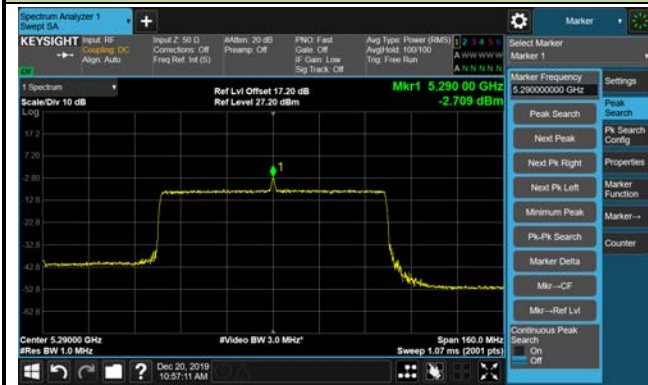 Spectrum Analyzer 1
Swept SA
Marker
KEYSIGHT
Input: RF
Coupling: DC
Align: Auto
Input Z: 50 Ω
Corrections: Off
Freq Ref: Int (S)
#Atten: 20 dB
Preamp: Off
PNO: Fast
Gate: Off
IF Gain: Low
Sig Track: Off
Avg Type: Power (RMS)
Avg|Hold: 100/100
Trig: Free Run
1 2 3 4 5 6
A W W W W W
A N N N N N
Select Marker
Marker 1
1 Spectrum
Scale/Div 10 dB
Log
Ref Lvl Offset 17.20 dB
Ref Level 27.20 dBm
Mkr1 5.290 00 GHz
-2.709 dBm
17.2
7.20
-2.80
-12.8
-22.8
-32.8
-42.8
-52.8
-62.8
1
Center 5.29000 GHz
#Res BW 1.0 MHz
#Video BW 3.0 MHz*
Span 160.0 MHz
Sweep 1.07 ms (2001 pts)
Marker Frequency
5.290000000 GHz
Peak Search
Next Peak
Next Pk Right
Next Pk Left
Minimum Peak
Pk-Pk Search
Marker Delta
Mkr→CF
Mkr→Ref Lvl
Continuous Peak
Search
On
Off
Settings
Peak
Search
Pk Search
Config
Properties
Marker
Function
Marker→
Counter
?
Dec 20, 2019
10:57:11 AM